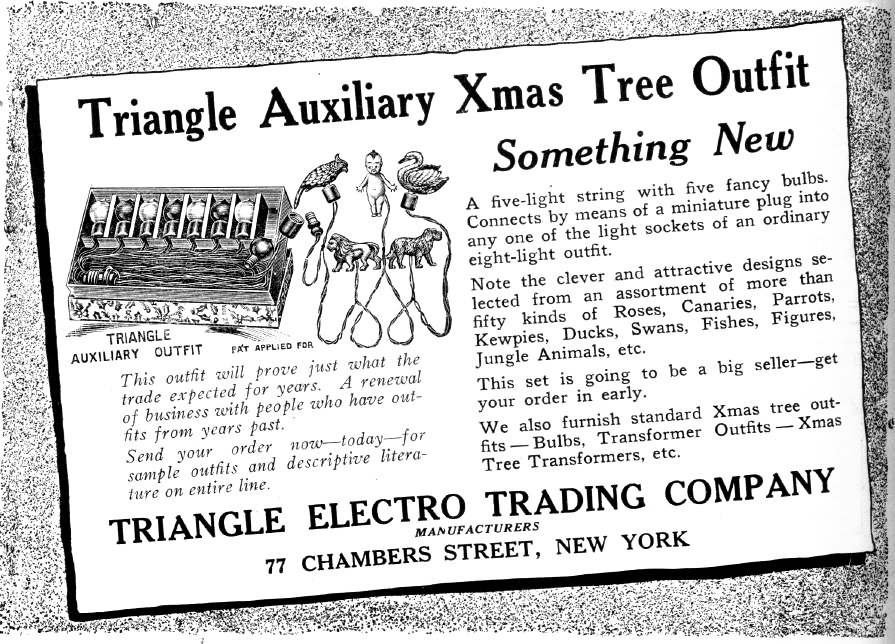 Triangle Auxiliary Xmas Tree Outfit
Something New
A five-light string with five fancy bulbs.
Connects by means of a miniature plug into
any one of the light sockets of an ordinary
eight-light outfit.
Note the clever and attractive designs se-
lected from an assortment of more than
fifty kinds of Roses, Canaries, Parrots,
Kewpies, Ducks, Swans, Fishes, Figures,
Jungle Animals, etc.
This set is going to be a big seller—get
your order in early.
We also furnish standard Xmas tree out-
fits — Bulbs, Transformer Outfits — Xmas
Tree Transformers, etc.
TRIANGLE
AUXILIARY OUTFIT
PAT APPLIED FOR
This outfit will prove just what the
trade expected for years. A renewal
of business with people who have out-
fits from years past.
Send your order now—today—for
sample outfits and descriptive litera-
ture on entire line.
TRIANGLE ELECTRO TRADING COMPANY
MANUFACTURERS
77 CHAMBERS STREET, NEW YORK